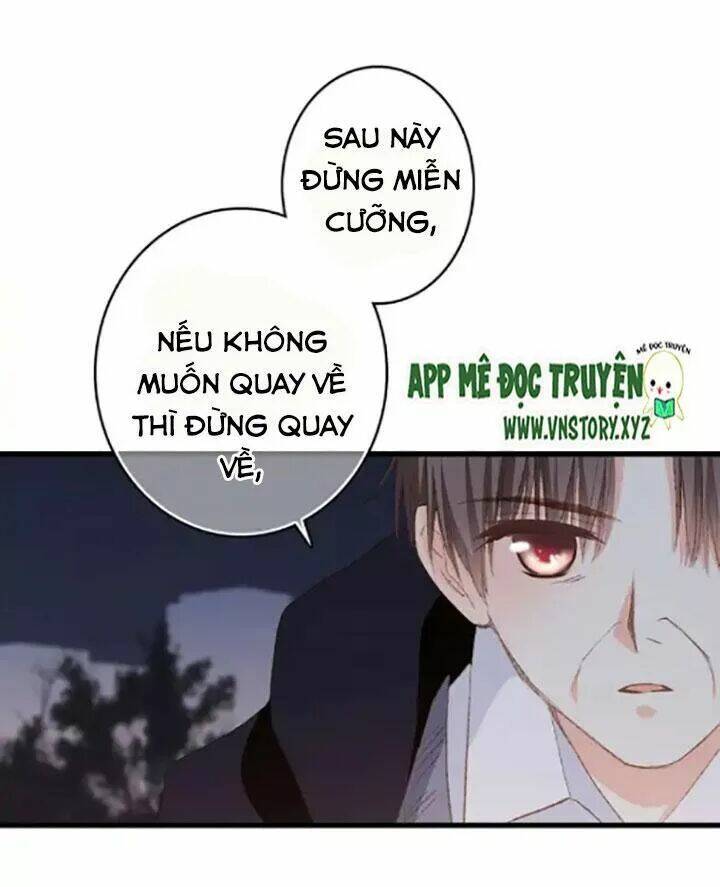 SAU NÀY
ĐỪNG MIỄN
CƯỠNG,
NẾU KHÔNG
MUỐN QUAY VỀ
THÌ ĐỪNG QUAY
VỀ,
MÊ ĐỌC TRUYỆN
APP MÊ ĐỌC TRUYỆN
WWW.VNSTORY.XYZ